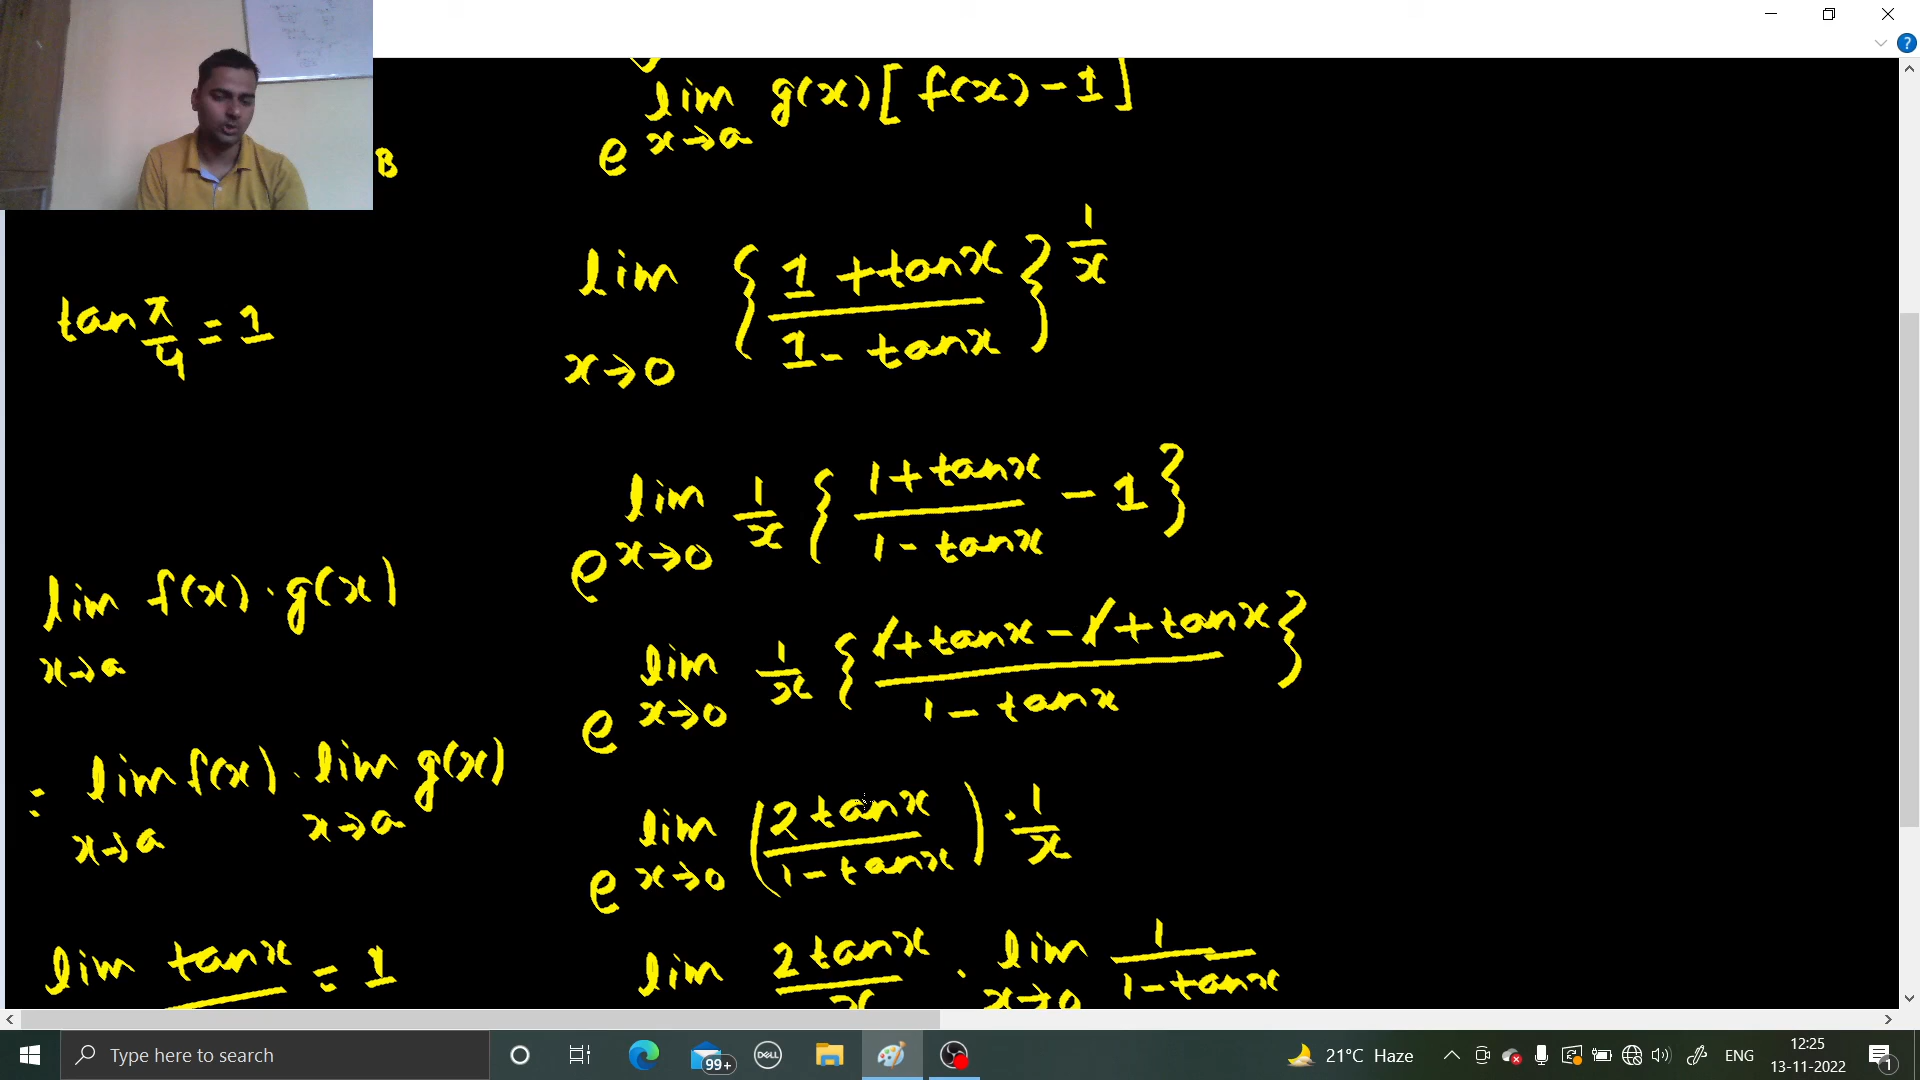 lim g(x)[f(x)-1]
e x→a
B
lim {1+tanx / 1-tanx}^(1/x)
x→0
tan π/4 = 1
e lim x→0 1/x {1+tanx / 1-tanx - 1}
lim f(x)·g(x)
x→a
e lim x→0 1/x {1+tanx-1+tanx / 1-tanx}
= lim f(x) . lim g(x)
x→a x→a
e lim x→0 (2tanx / 1-tanx) · 1/x
lim tanx = 1
lim 2tanx / x . lim x→0 1 / 1-tanx
Type here to search
99+
DELL
21°C Haze
ENG
12:25
13-11-2022
1